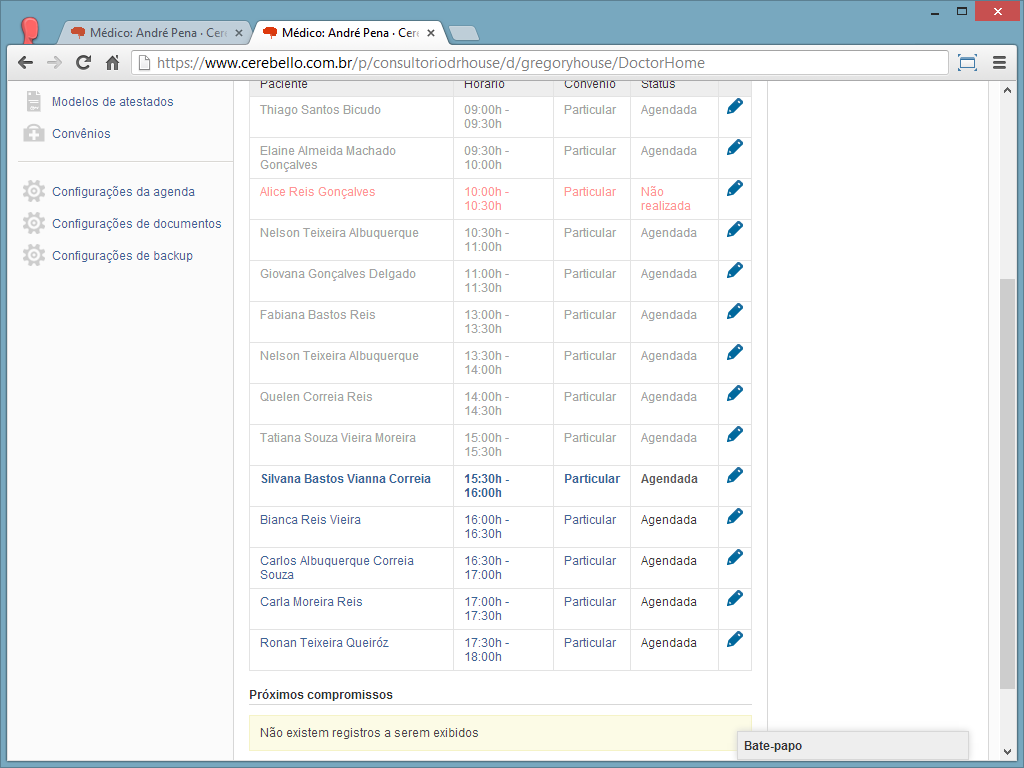 Médico: André Pena · Cere
Médico: André Pena · Cere
https://www.cerebello.com.br/p/consultoriodrhouse/d/gregoryhouse/DoctorHome
Modelos de atestados
Convênios
Configurações da agenda
Configurações de documentos
Configurações de backup
Paciente Horário Convênio Status
Thiago Santos Bicudo 09:00h - Particular Agendada
09:30h
Elaine Almeida Machado 09:30h - Particular Agendada
Gonçalves 10:00h
Alice Reis Gonçalves 10:00h - Particular Não
10:30h realizada
Nelson Teixeira Albuquerque 10:30h - Particular Agendada
11:00h
Giovana Gonçalves Delgado 11:00h - Particular Agendada
11:30h
Fabiana Bastos Reis 13:00h - Particular Agendada
13:30h
Nelson Teixeira Albuquerque 13:30h - Particular Agendada
14:00h
Quelen Correia Reis 14:00h - Particular Agendada
14:30h
Tatiana Souza Vieira Moreira 15:00h - Particular Agendada
15:30h
Silvana Bastos Vianna Correia 15:30h - Particular Agendada
16:00h
Bianca Reis Vieira 16:00h - Particular Agendada
16:30h
Carlos Albuquerque Correia 16:30h - Particular Agendada
Souza 17:00h
Carla Moreira Reis 17:00h - Particular Agendada
17:30h
Ronan Teixeira Queiróz 17:30h - Particular Agendada
18:00h
Próximos compromissos
Não existem registros a serem exibidos
Bate-papo